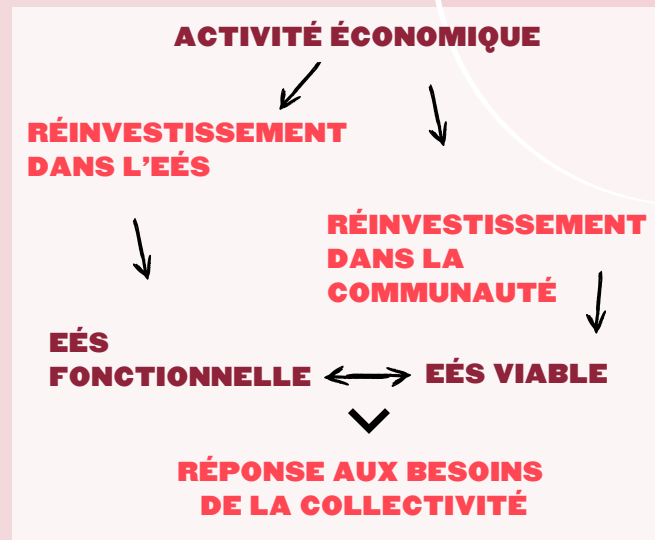 ACTIVITÉ ÉCONOMIQUE
RÉINVESTISSEMENT
DANS L'EÉS
RÉINVESTISSEMENT
DANS LA
COMMUNAUTÉ
EÉS
FONCTIONNELLE
EÉS VIABLE
RÉPONSE AUX BESOINS
DE LA COLLECTIVITÉ